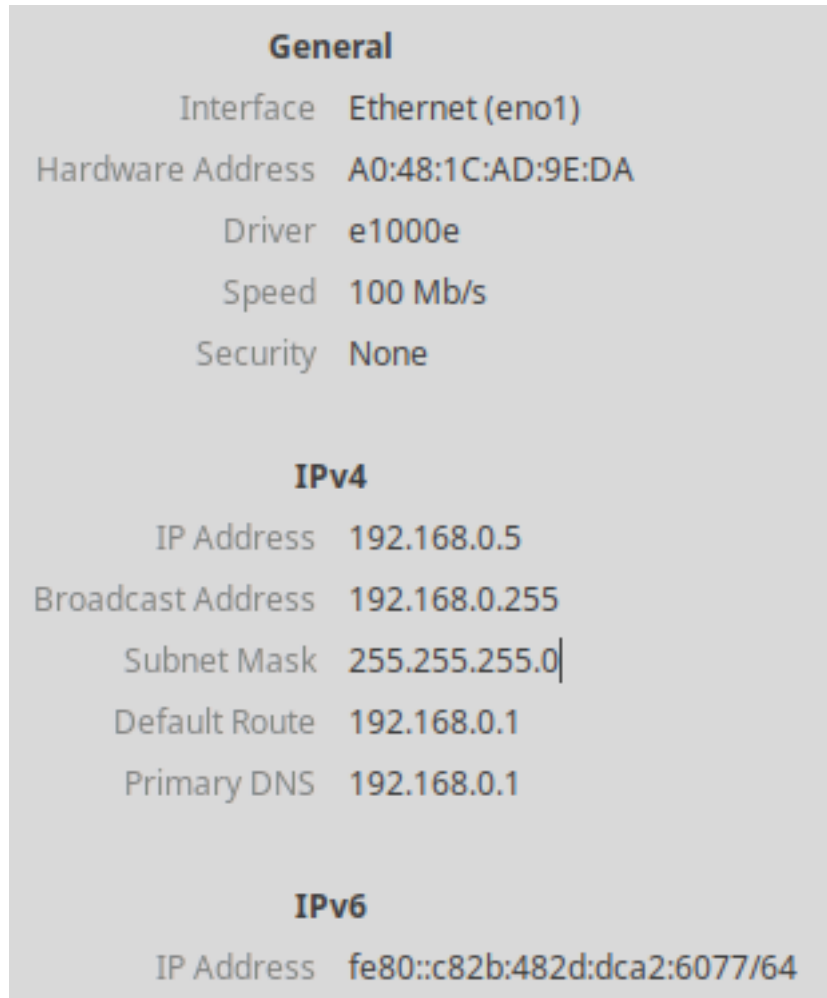 General
Interface Ethernet (eno1)
Hardware Address A0:48:1C:AD:9E:DA
Driver e1000e
Speed 100 Mb/s
Security None
IPv4
IP Address 192.168.0.5
Broadcast Address 192.168.0.255
Subnet Mask 255.255.255.0
Default Route 192.168.0.1
Primary DNS 192.168.0.1
IPv6
IP Address fe80::c82b:482d:dca2:6077/64